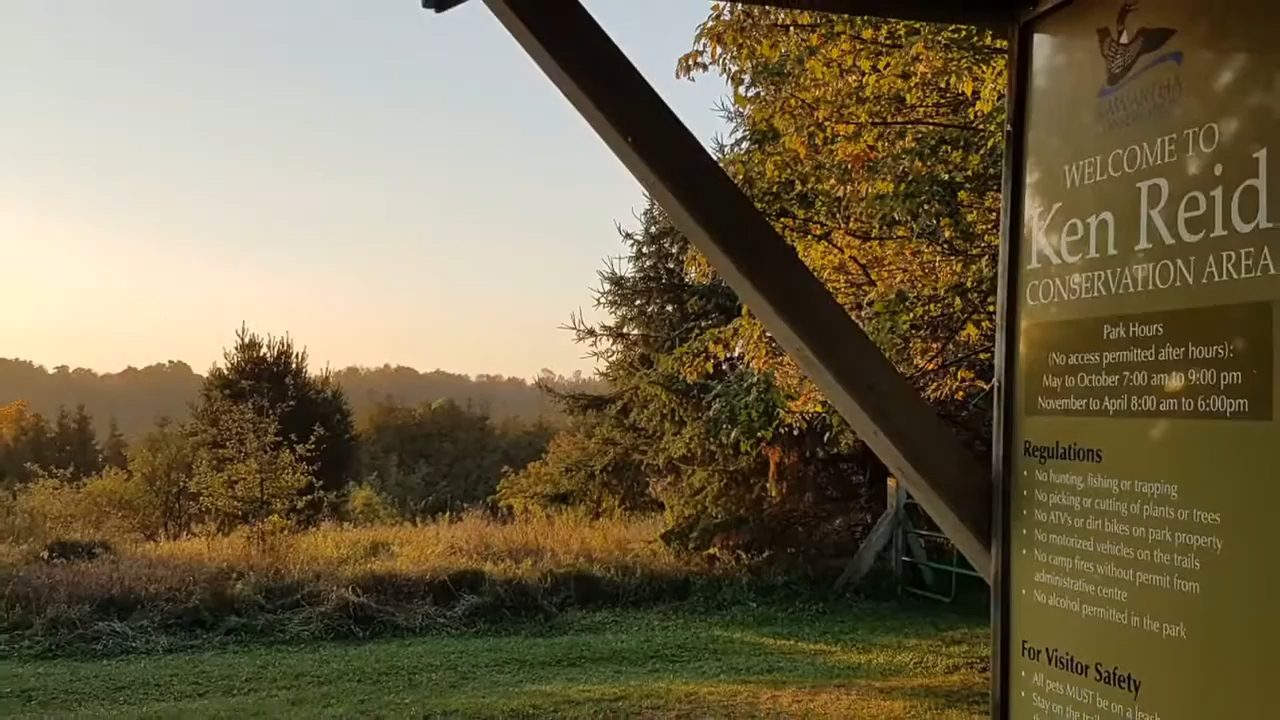 KAWARTHA
WELCOME TO
Ken Reid
CONSERVATION AREA
Park Hours
(No access permitted after hours):
May to October 7:00 am to 9:00 pm
November to April 8:00 am to 6:00pm
Regulations
• No hunting, fishing or trapping
• No picking or cutting of plants or trees
• No ATV's or dirt bikes on park property
• No motorized vehicles on the trails
• No camp fires without permit from
administrative centre
• No alcohol permitted in the park
For Visitor Safety
• All pets MUST be on a leash
• Stay on the